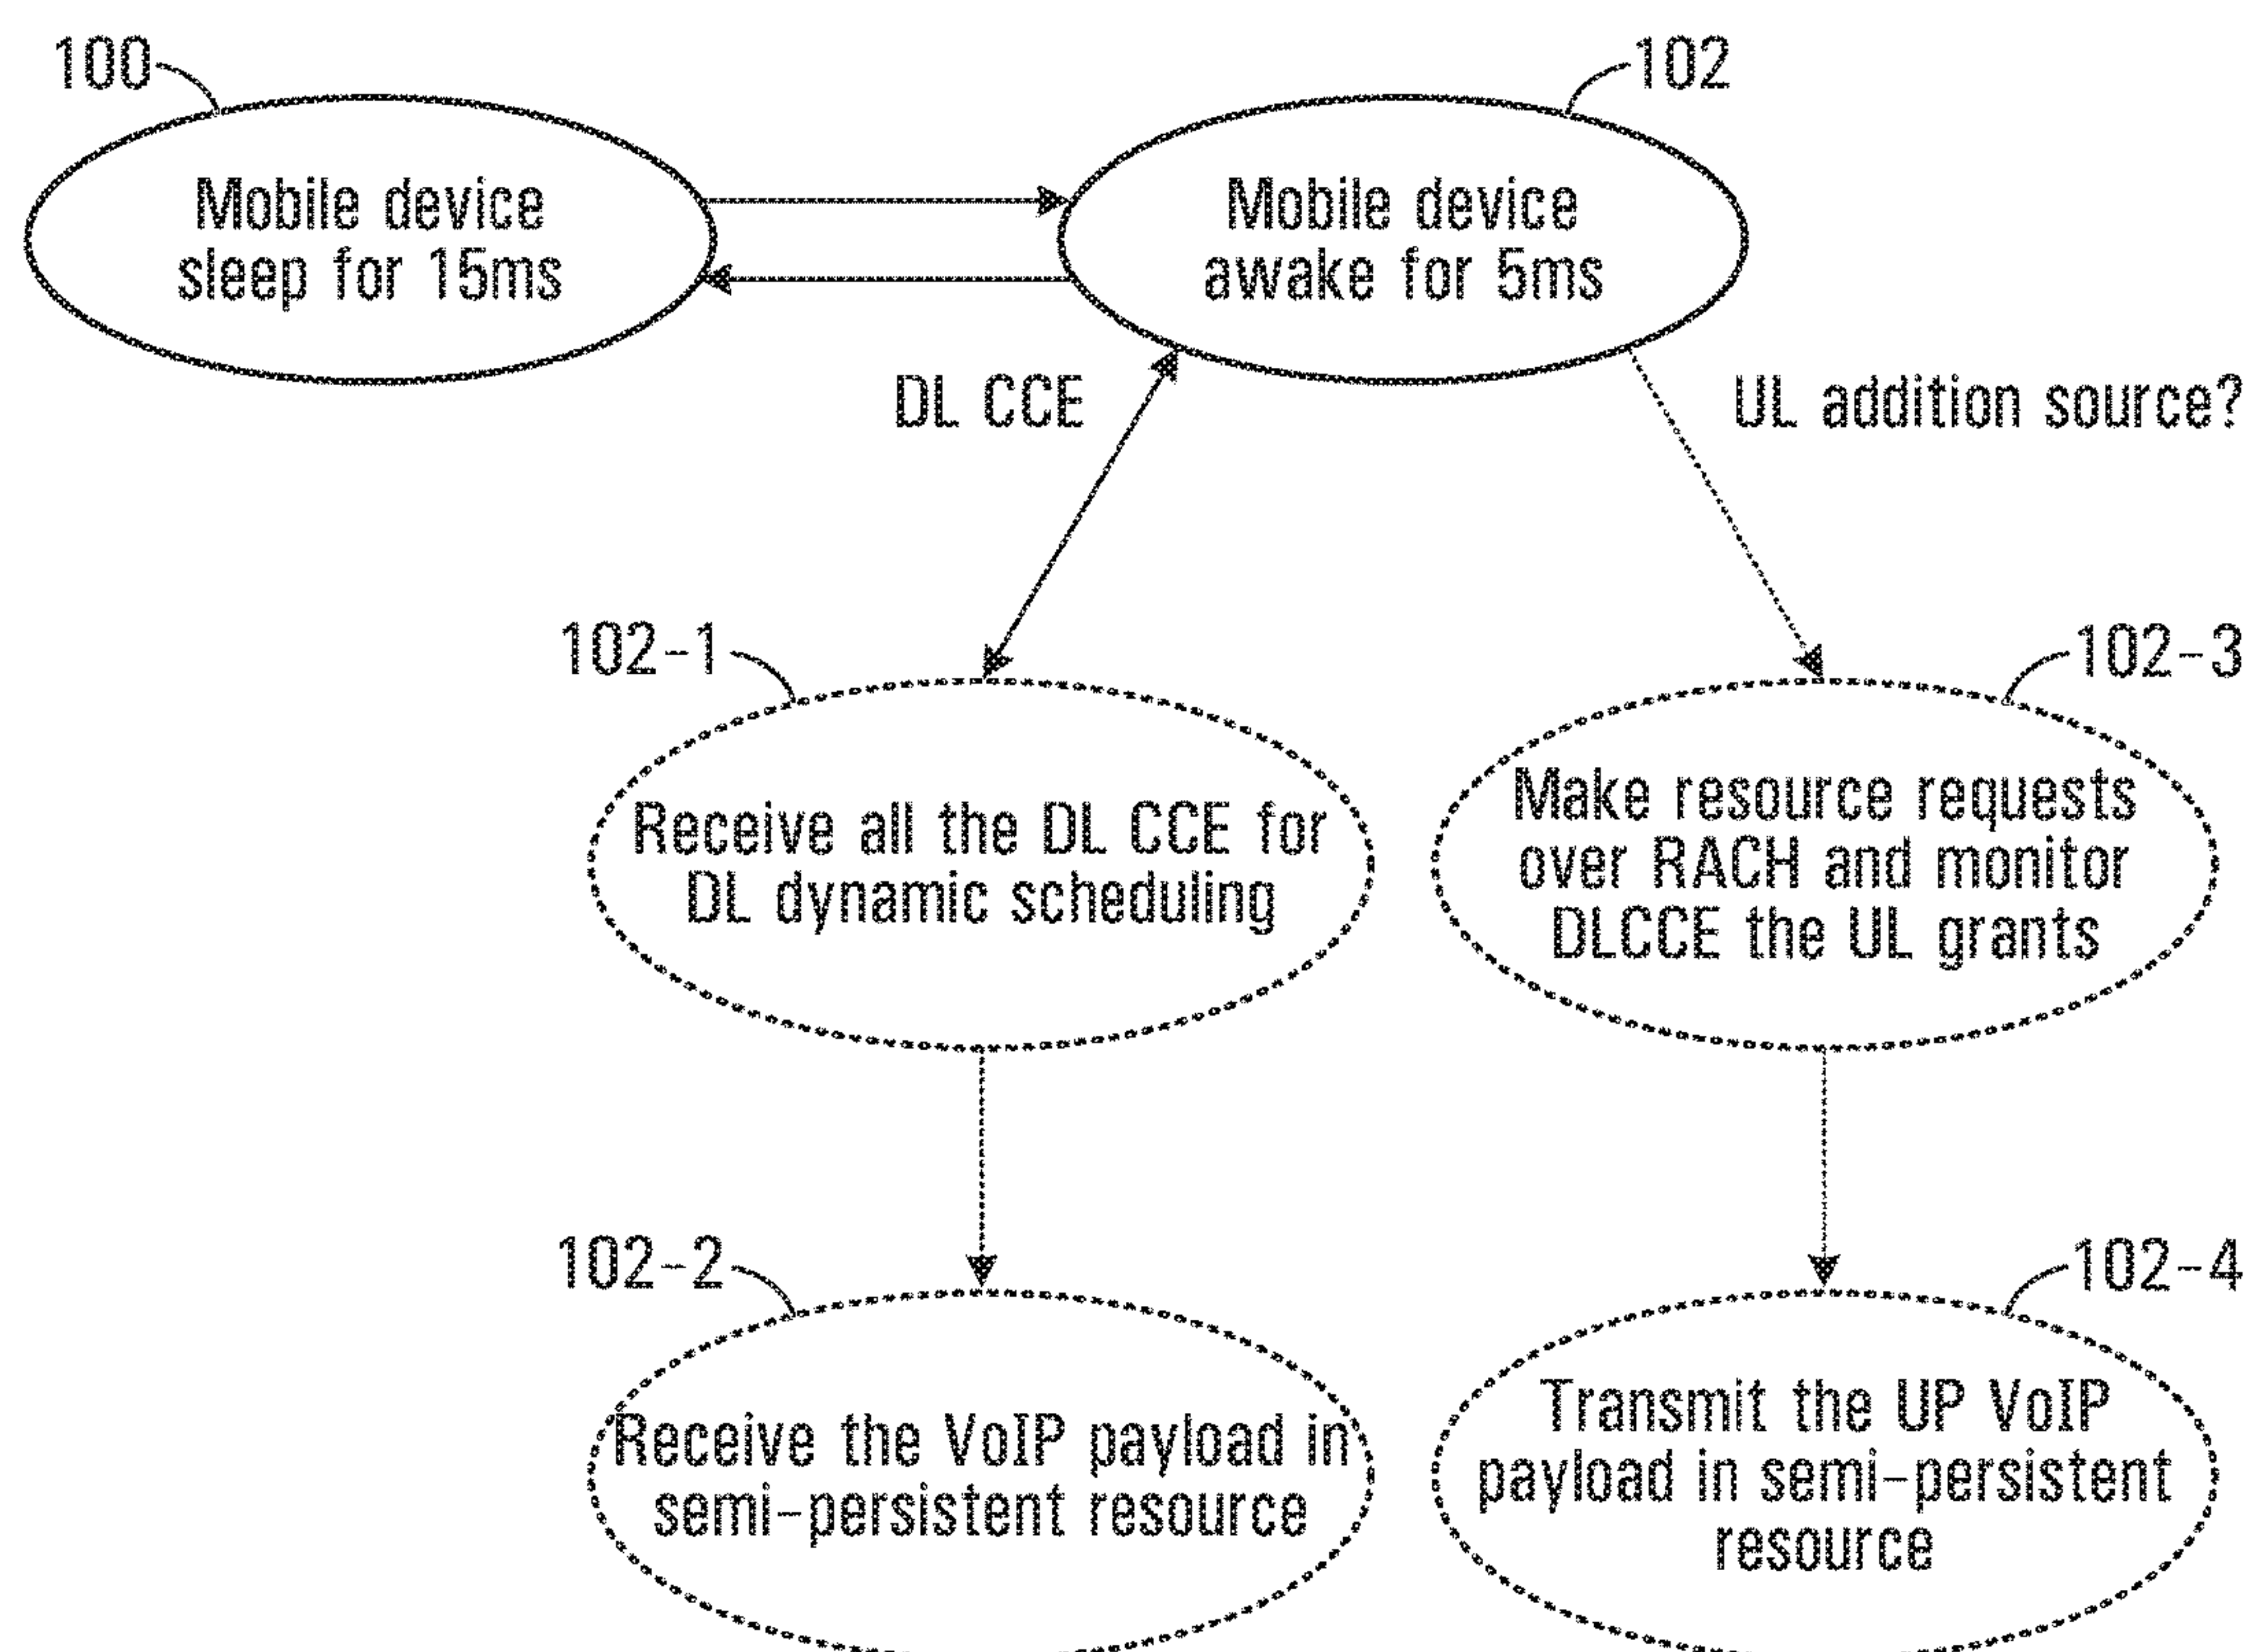 100
102
Mobile device
sleep for 15ms
Mobile device
awake for 5ms
DL CCE
UL addition source?
102-1
102-3
Receive all the DL CCE for
DL dynamic scheduling
Make resource requests
over RACH and monitor
DLCCE the UL grants
102-2
102-4
Receive the VoIP payload in
semi-persistent resource
Transmit the UP VoIP
payload in semi-persistent
resource